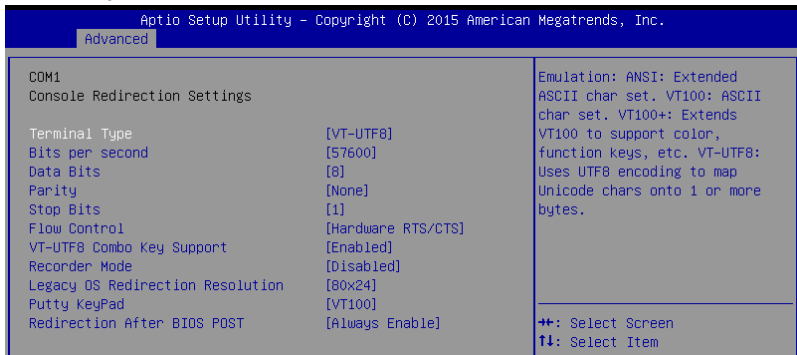 Aptio Setup Utility – Copyright (C) 2015 American Megatrends, Inc.
Advanced
COM1
Console Redirection Settings
Terminal Type [VT-UTF8]
Bits per second [57600]
Data Bits [8]
Parity [None]
Stop Bits [1]
Flow Control [Hardware RTS/CTS]
VT-UTF8 Combo Key Support [Enabled]
Recorder Mode [Disabled]
Legacy OS Redirection Resolution [80x24]
Putty KeyPad [VT100]
Redirection After BIOS POST [Always Enable]
Emulation: ANSI: Extended
ASCII char set. VT100: ASCII
char set. VT100+: Extends
VT100 to support color,
function keys, etc. VT-UTF8:
Uses UTF8 encoding to map
Unicode chars onto 1 or more
bytes.
→←: Select Screen
↑↓: Select Item